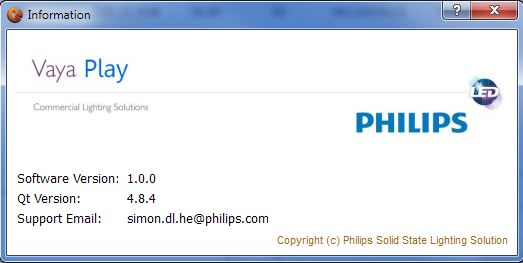 Information
?
Vaya Play
Commercial Lighting Solutions
LED
PHILIPS
Software Version: 1.0.0
Qt Version: 4.8.4
Support Email: simon.dl.he@philips.com
Copyright (c) Philips Solid State Lighting Solution